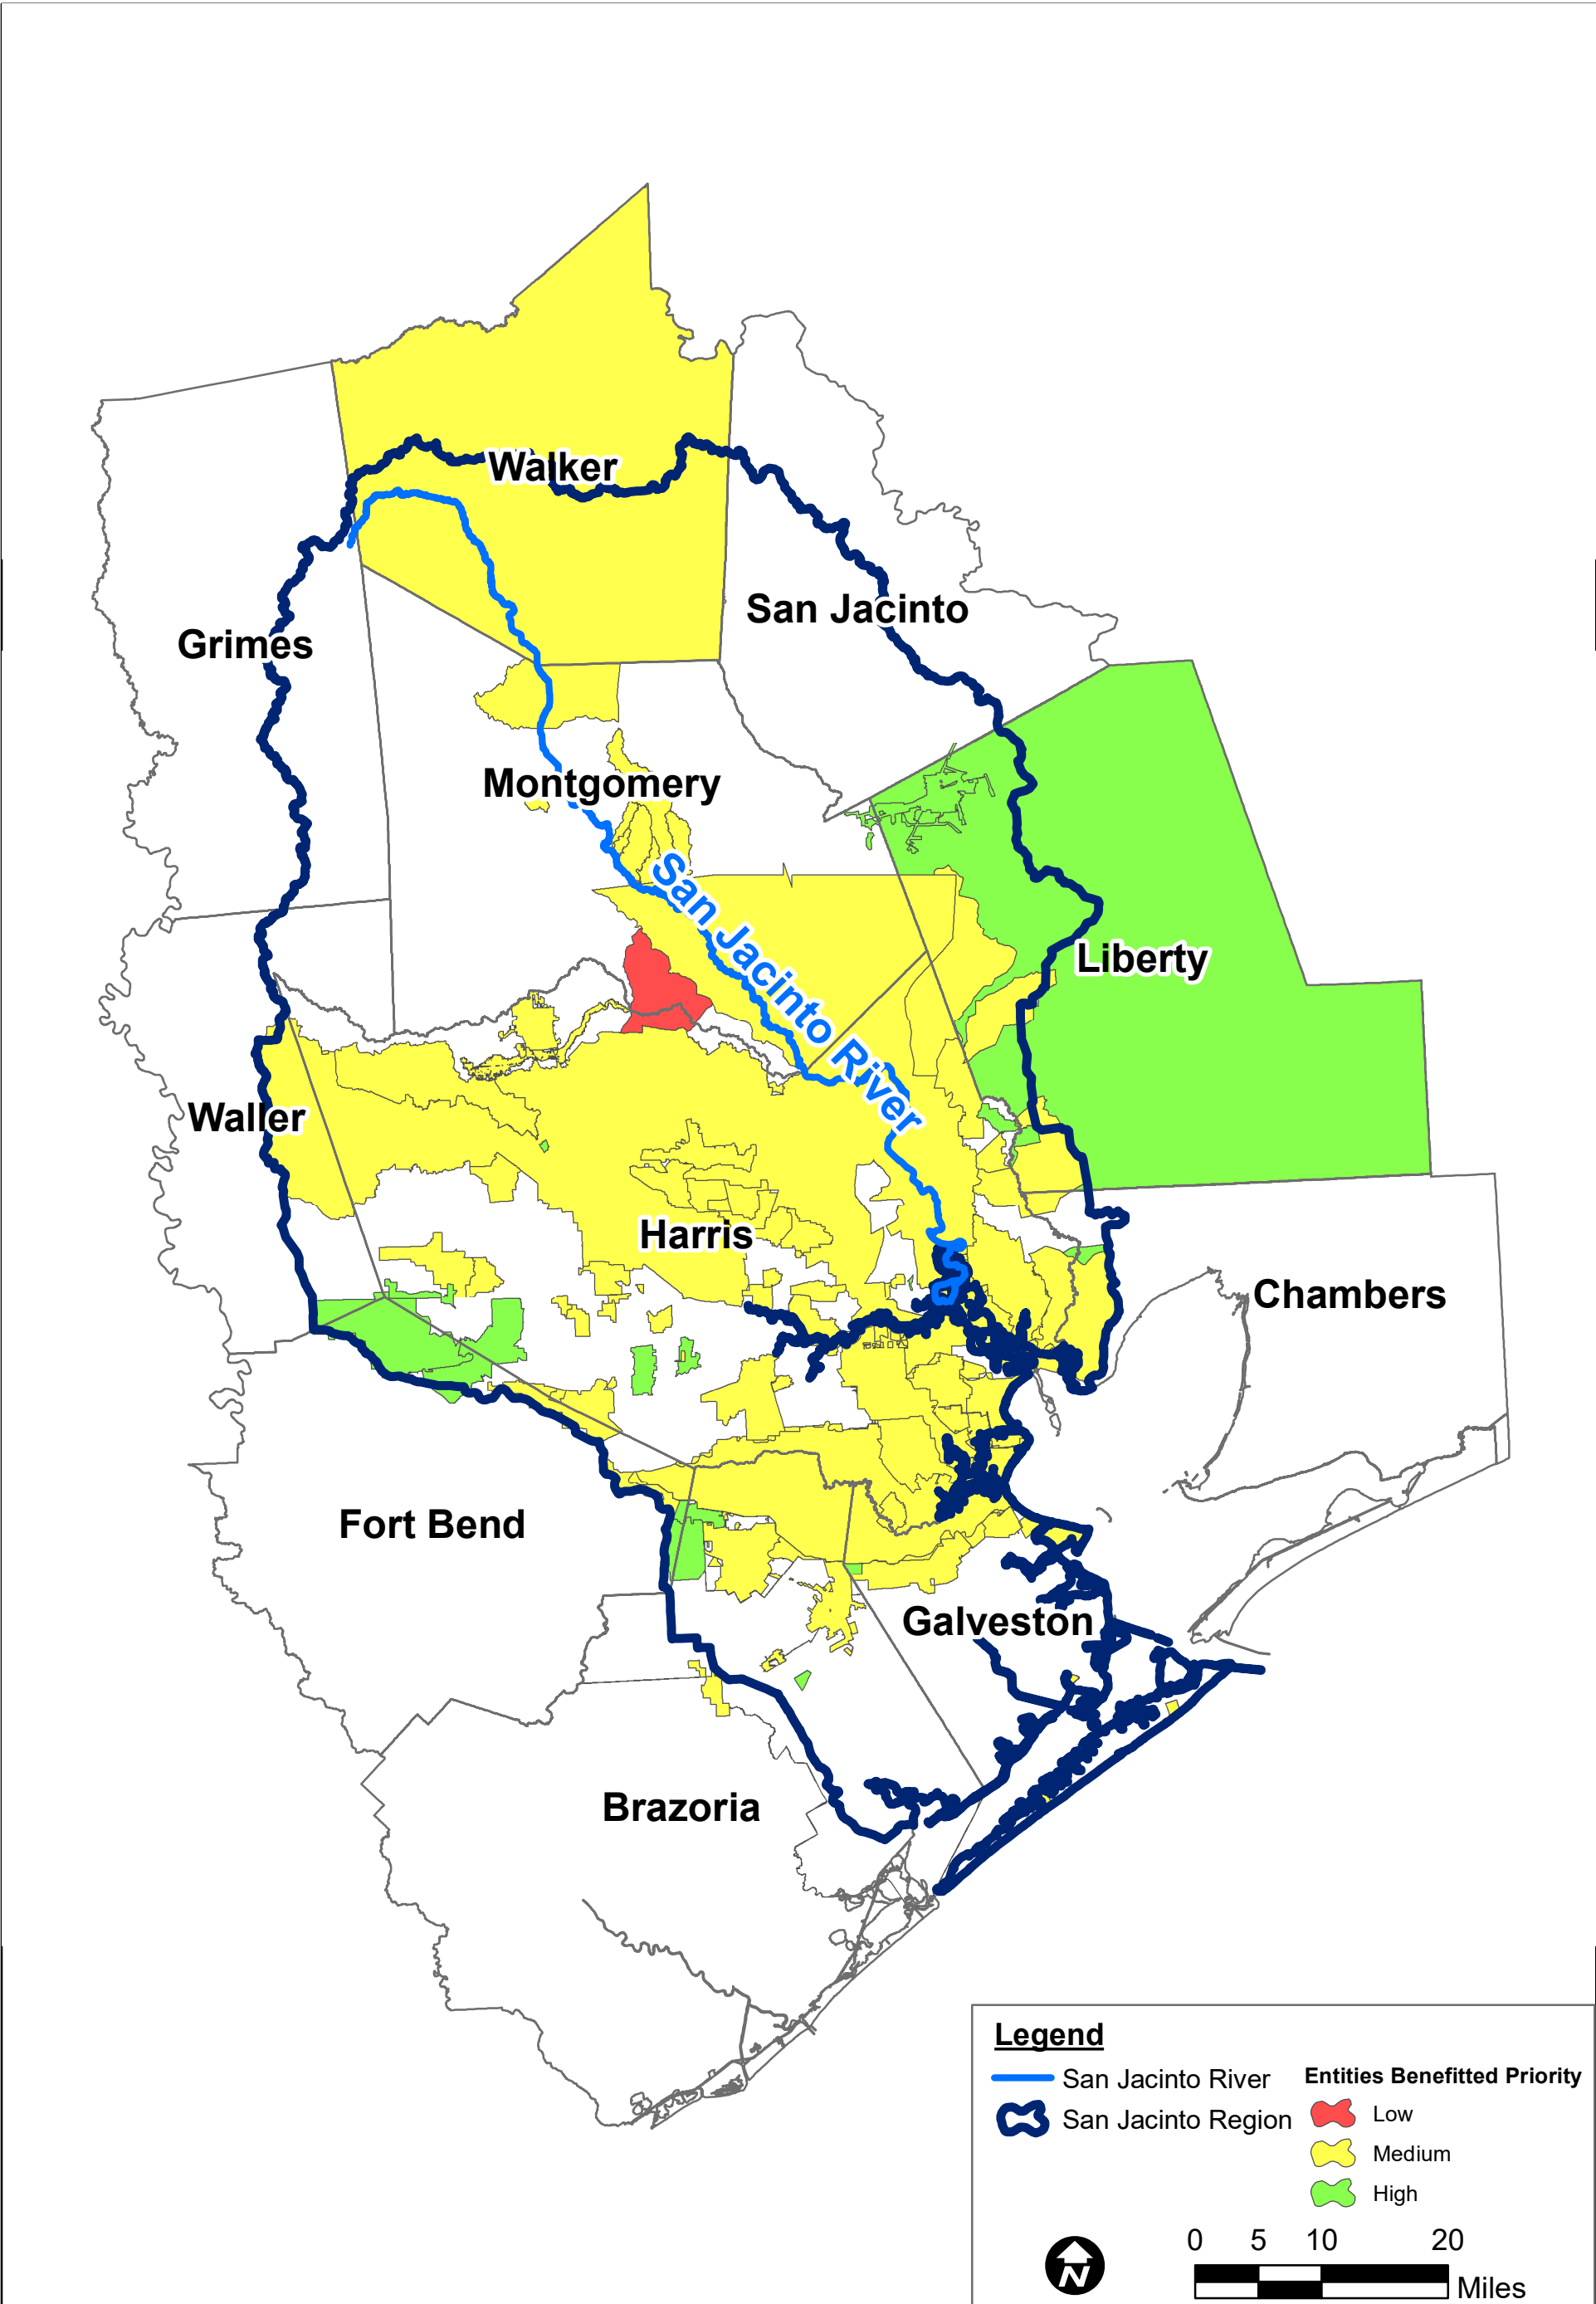 Walker
San Jacinto
Grimes
Montgomery
San Jacinto River
Liberty
Waller
Harris
Chambers
Fort Bend
Galveston
Brazoria
Legend
San Jacinto River
San Jacinto Region
Entities Benefitted Priority
Low
Medium
High
N
0 5 10 20
Miles